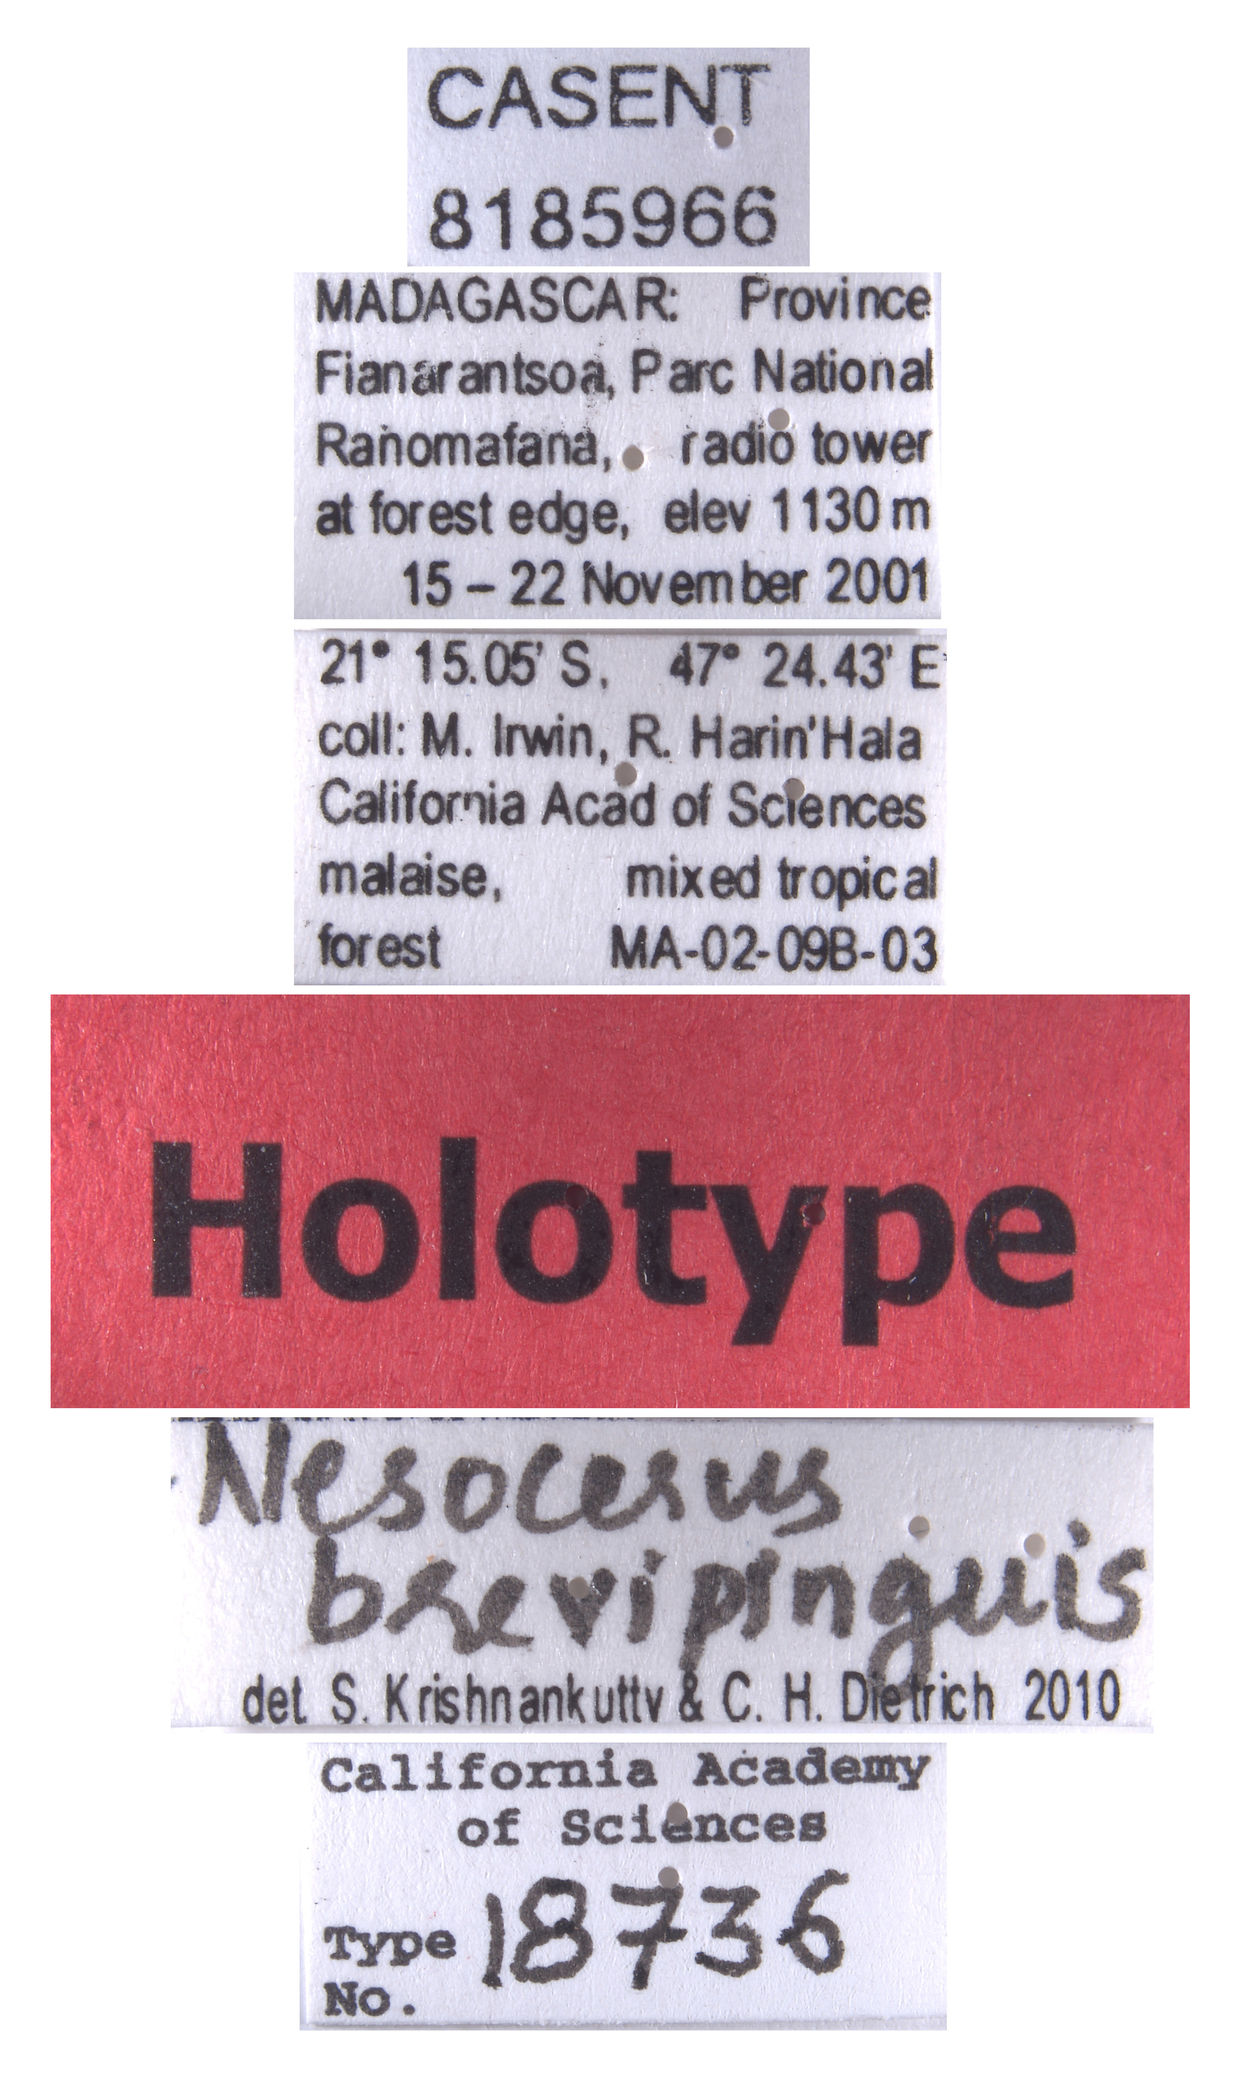 CASENT
8185966
MADAGASCAR: Province
Fianarantsoa, Parc National
Ranomafana, radio tower
at forest edge, elev 1130 m
15 – 22 November 2001
21° 15.05' S, 47° 24.43' E
coll: M. Irwin, R. Harin'Hala
California Acad of Sciences
malaise, mixed tropical
forest MA-02-09B-03
Holotype
Nesocerus
brevipinguis
det. S. Krishnankutty & C. H. Dietrich 2010
California Academy
of Sciences
Type 18736
No.